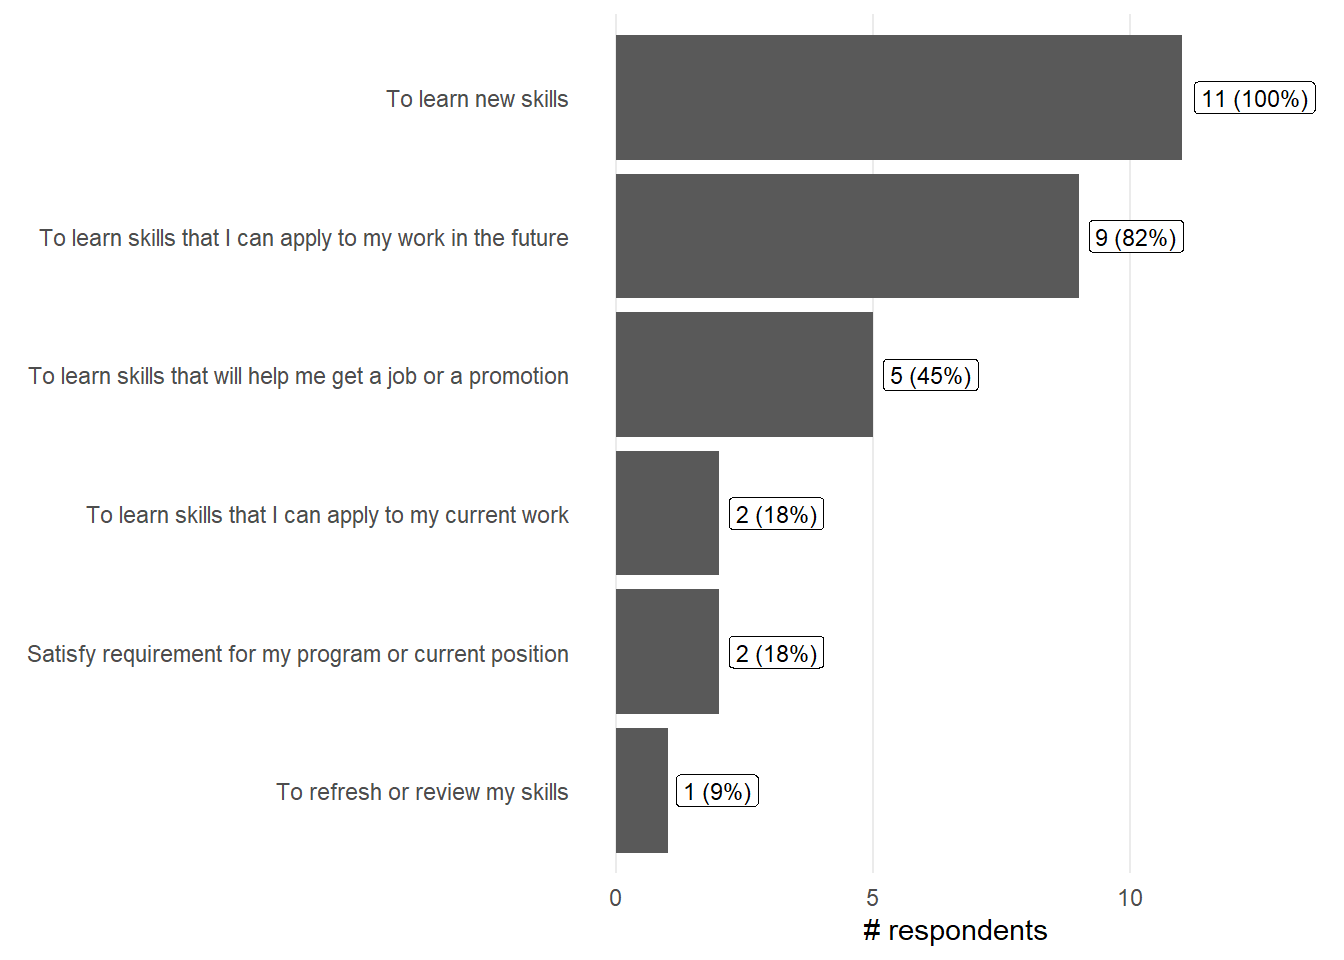 To learn new skills
11 (100%)
To learn skills that I can apply to my work in the future
9 (82%)
To learn skills that will help me get a job or a promotion
5 (45%)
To learn skills that I can apply to my current work
2 (18%)
Satisfy requirement for my program or current position
2 (18%)
To refresh or review my skills
1 (9%)
0 5 10
# respondents